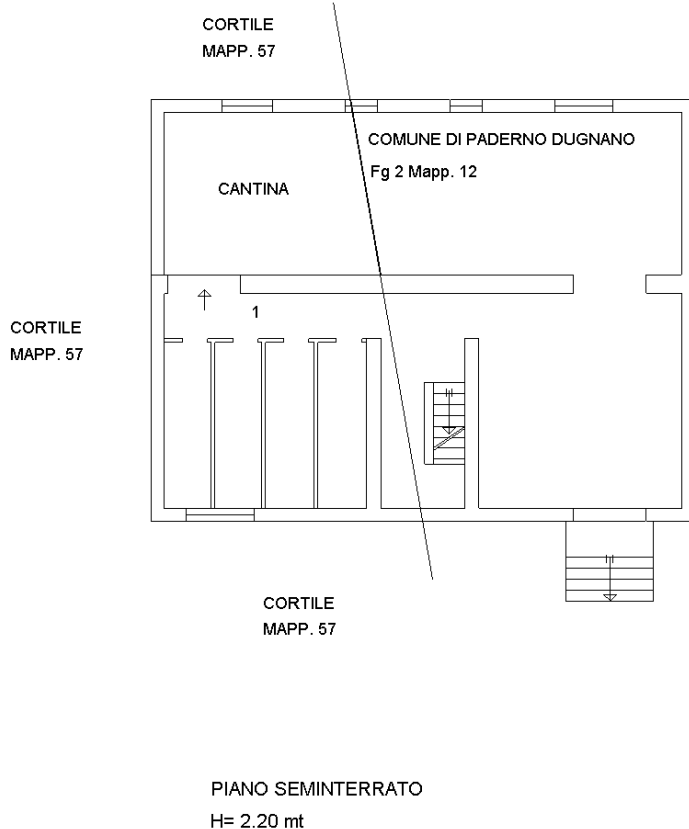 CORTILE
MAPP. 57
COMUNE DI PADERNO DUGNANO
Fg 2 Mapp. 12
CANTINA
1
CORTILE
MAPP. 57
CORTILE
MAPP. 57
PIANO SEMINTERRATO
H= 2.20 mt